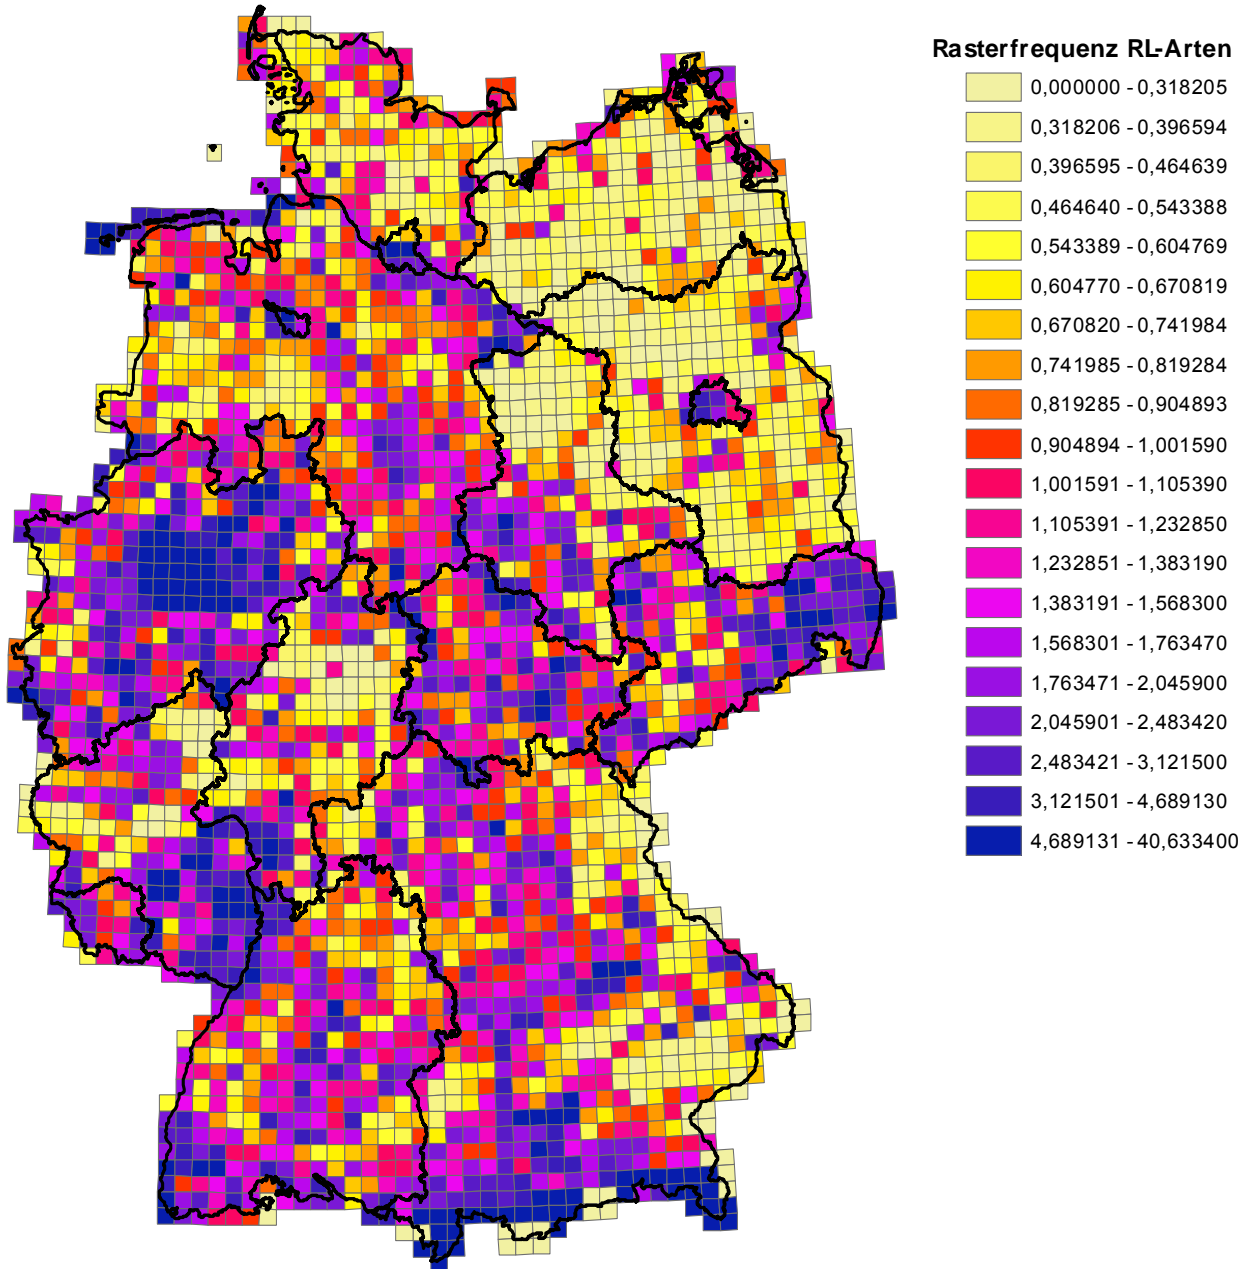 Rasterfrequenz RL-Arten
0,000000 - 0,318205
0,318206 - 0,396594
0,396595 - 0,464639
0,464640 - 0,543388
0,543389 - 0,604769
0,604770 - 0,670819
0,670820 - 0,741984
0,741985 - 0,819284
0,819285 - 0,904893
0,904894 - 1,001590
1,001591 - 1,105390
1,105391 - 1,232850
1,232851 - 1,383190
1,383191 - 1,568300
1,568301 - 1,763470
1,763471 - 2,045900
2,045901 - 2,483420
2,483421 - 3,121500
3,121501 - 4,689130
4,689131 - 40,633400